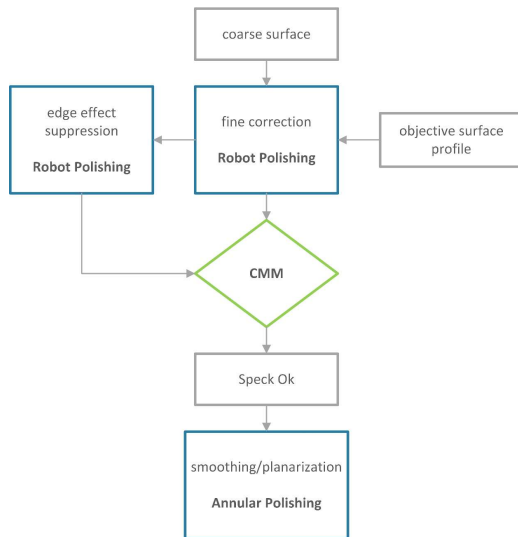 coarse surface
edge effect
suppression
Robot Polishing
fine correction
Robot Polishing
objective surface
profile
CMM
Speck Ok
smoothing/planarization
Annular Polishing